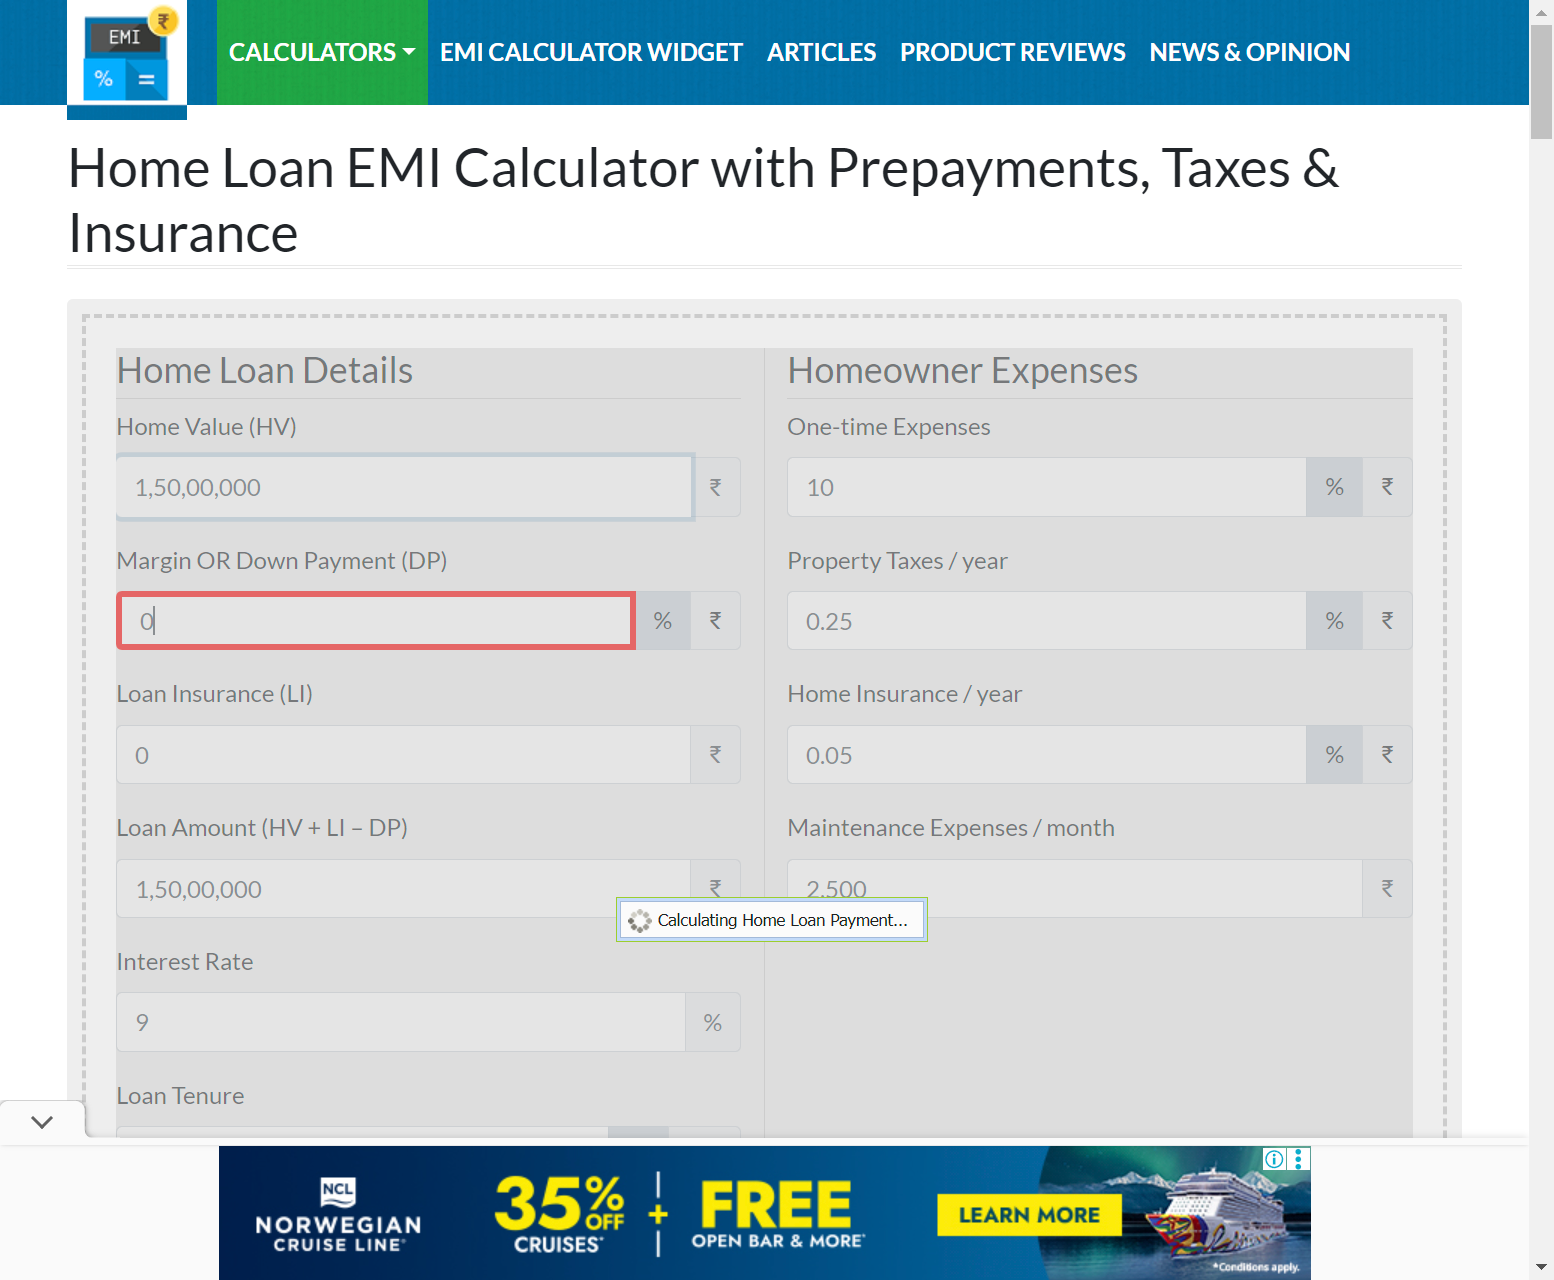 EMI
₹
%
=
CALCULATORS
EMI CALCULATOR WIDGET
ARTICLES
PRODUCT REVIEWS
NEWS & OPINION
Home Loan EMI Calculator with Prepayments, Taxes &
Insurance
Home Loan Details
Home Value (HV)
1,50,00,000
₹
Margin OR Down Payment (DP)
0
%
₹
Loan Insurance (LI)
0
₹
Loan Amount (HV + LI – DP)
1,50,00,000
₹
Interest Rate
9
%
Loan Tenure
Homeowner Expenses
One-time Expenses
10
%
₹
Property Taxes / year
0.25
%
₹
Home Insurance / year
0.05
%
₹
Maintenance Expenses / month
2,500
₹
Calculating Home Loan Payment...
NCL
NORWEGIAN
CRUISE LINE®
35% OFF
CRUISES*
+
FREE
OPEN BAR & MORE*
LEARN MORE
*Conditions apply.